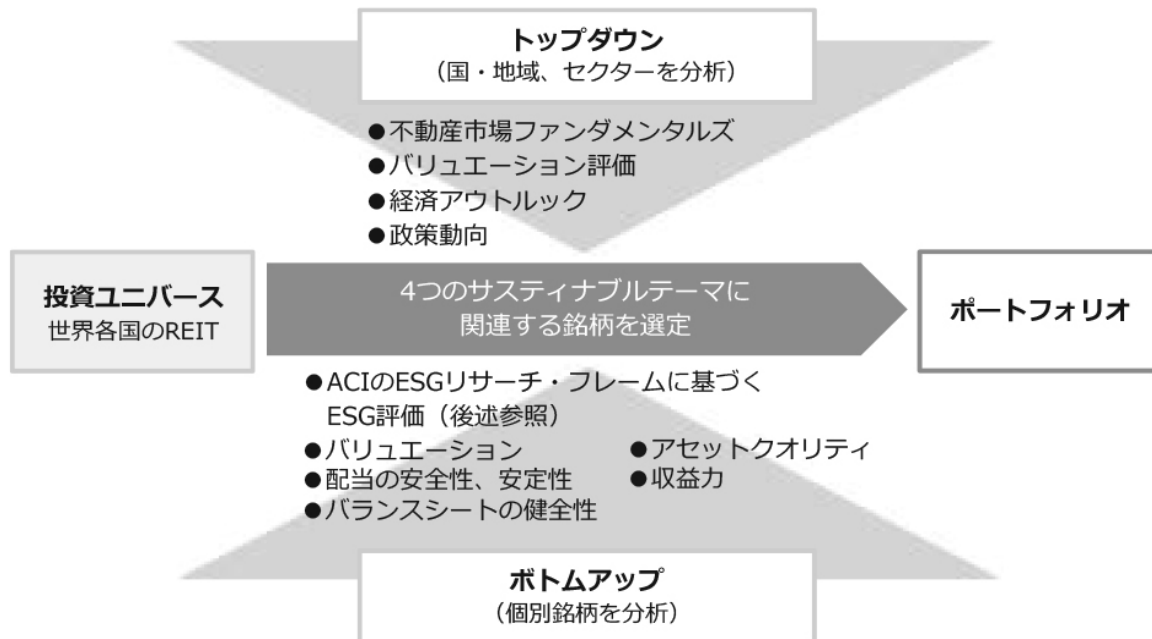 トップダウン
（国・地域、セクターを分析）
●不動産市場ファンダメンタルズ
●バリュエーション評価
●経済アウトルック
●政策動向
投資ユニバース
世界各国のREIT
4つのサスティナブルテーマに
関連する銘柄を選定
ポートフォリオ
●ACIのESGリサーチ・フレームに基づく
ESG評価（後述参照）
●バリュエーション
●アセットクオリティ
●配当の安全性、安定性
●収益力
●バランスシートの健全性
ボトムアップ
（個別銘柄を分析）